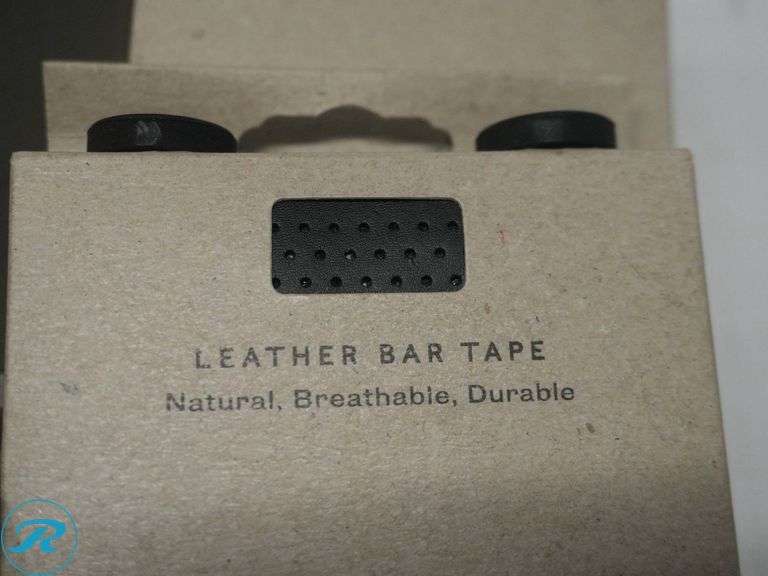 LEATHER BAR TAPE
Natural, Breathable, Durable
R